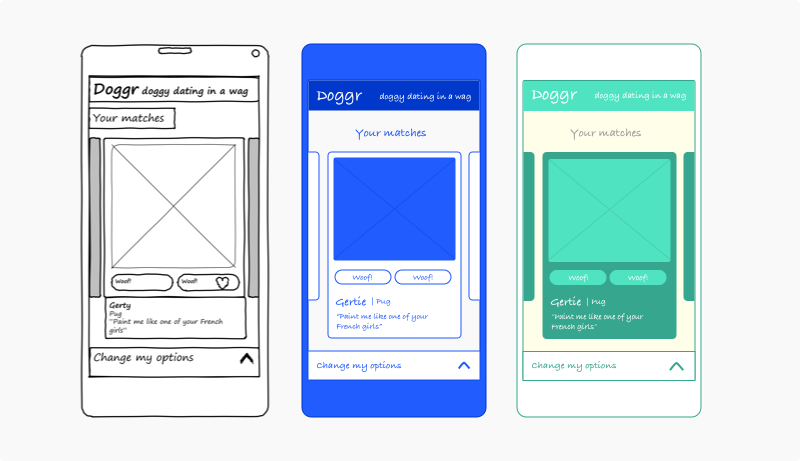 Doggr doggy dating in a wag
Your matches
Woof! Woof!
Gerty
Pug
"Paint me like one of your French
girls"
Change my options
Doggr doggy dating in a wag
Your matches
Woof! Woof!
Gertie | Pug
"Paint me like one of your
French girls"
Change my options
Doggr doggy dating in a wag
Your matches
Woof! Woof!
Gertie | Pug
"Paint me like one of your
French girls"
Change my options